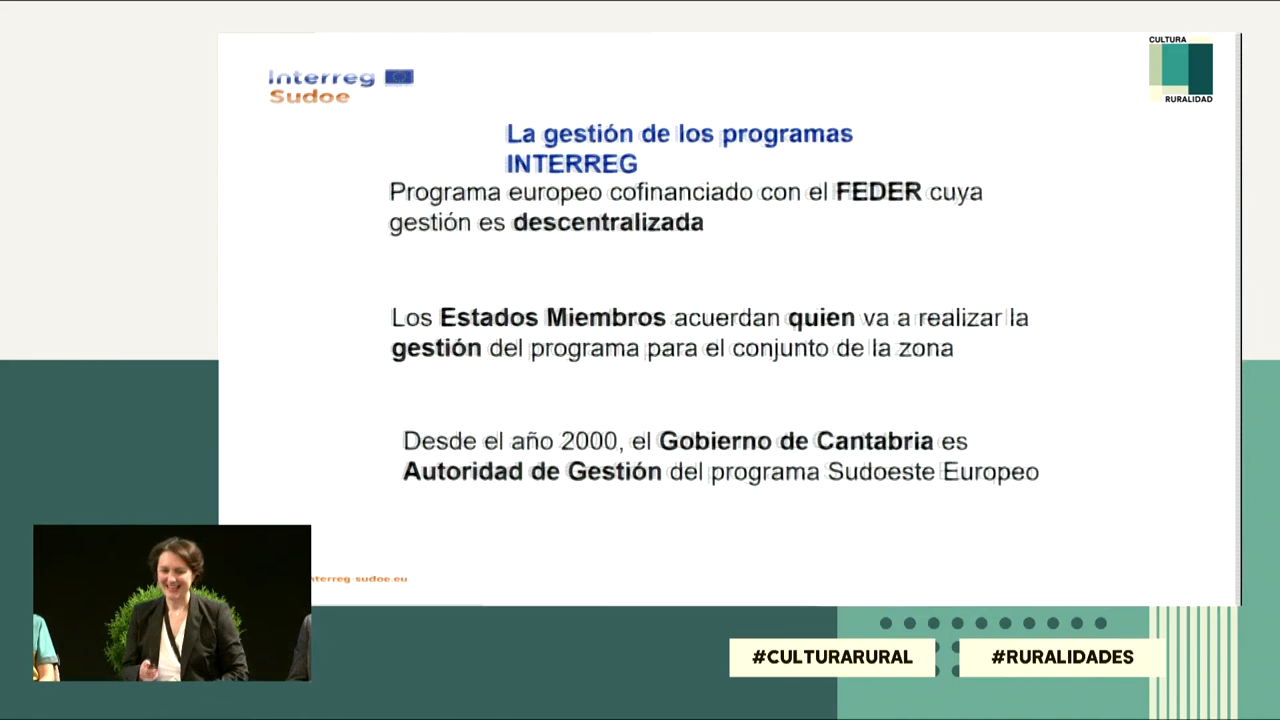 CULTURA
RURALIDAD
Interreg
Sudoe
La gestión de los programas
INTERREG
Programa europeo cofinanciado con el FEDER cuya
gestión es descentralizada
Los Estados Miembros acuerdan quien va a realizar la
gestión del programa para el conjunto de la zona
Desde el año 2000, el Gobierno de Cantabria es
Autoridad de Gestión del programa Sudoeste Europeo
nterreg-sudoe.eu
#CULTURARURAL
#RURALIDADES